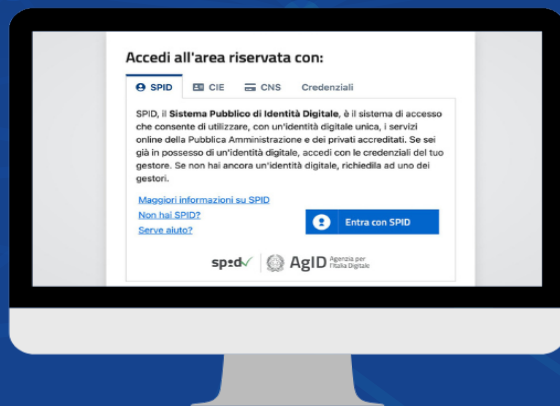 Accedi all'area riservata con:
SPID CIE CNS Credenziali
SPID, il Sistema Pubblico di Identità Digitale, è il sistema di accesso
che consente di utilizzare, con un'identità digitale unica, i servizi
online della Pubblica Amministrazione e dei privati accreditati. Se sei
già in possesso di un'identità digitale, accedi con le credenziali del tuo
gestore. Se non hai ancora un'identità digitale, richiedila ad uno dei
gestori.
Maggiori informazioni su SPID
Non hai SPID?
Serve aiuto?
Entra con SPID
spid
AgID Agenzia per
l'Italia Digitale